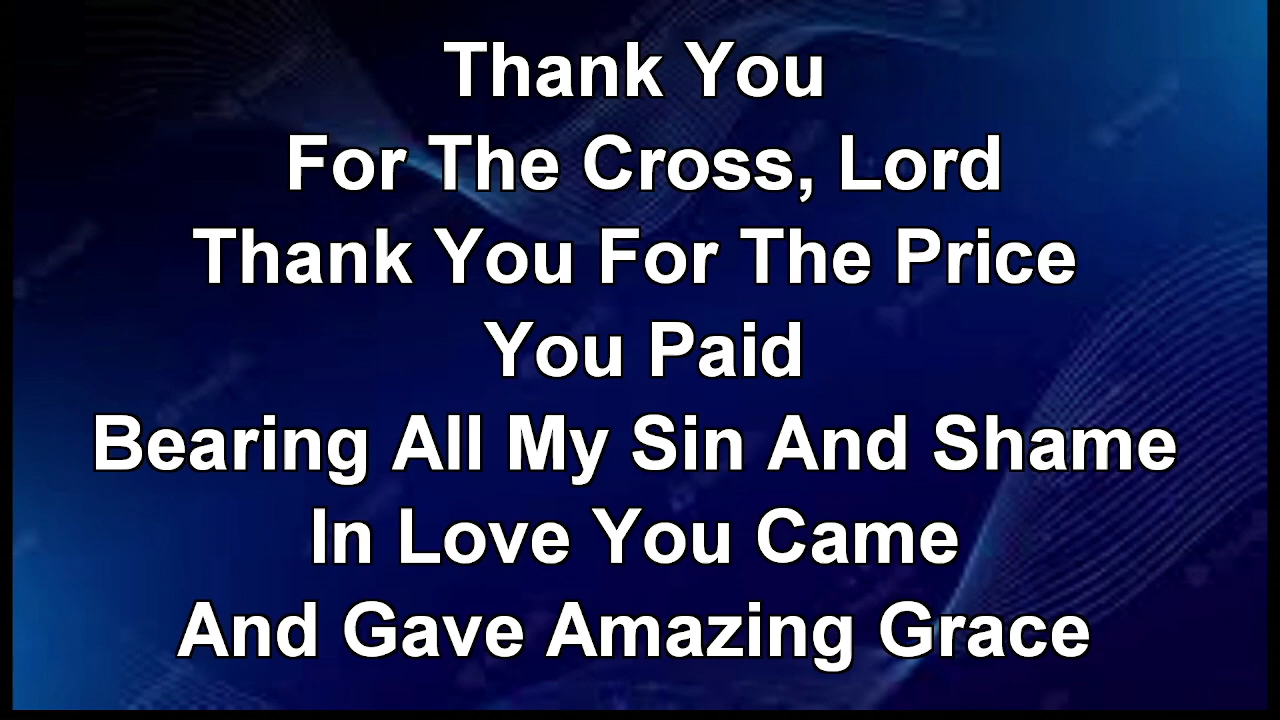 Thank You
For The Cross, Lord
Thank You For The Price
You Paid
Bearing All My Sin And Shame
In Love You Came
And Gave Amazing Grace